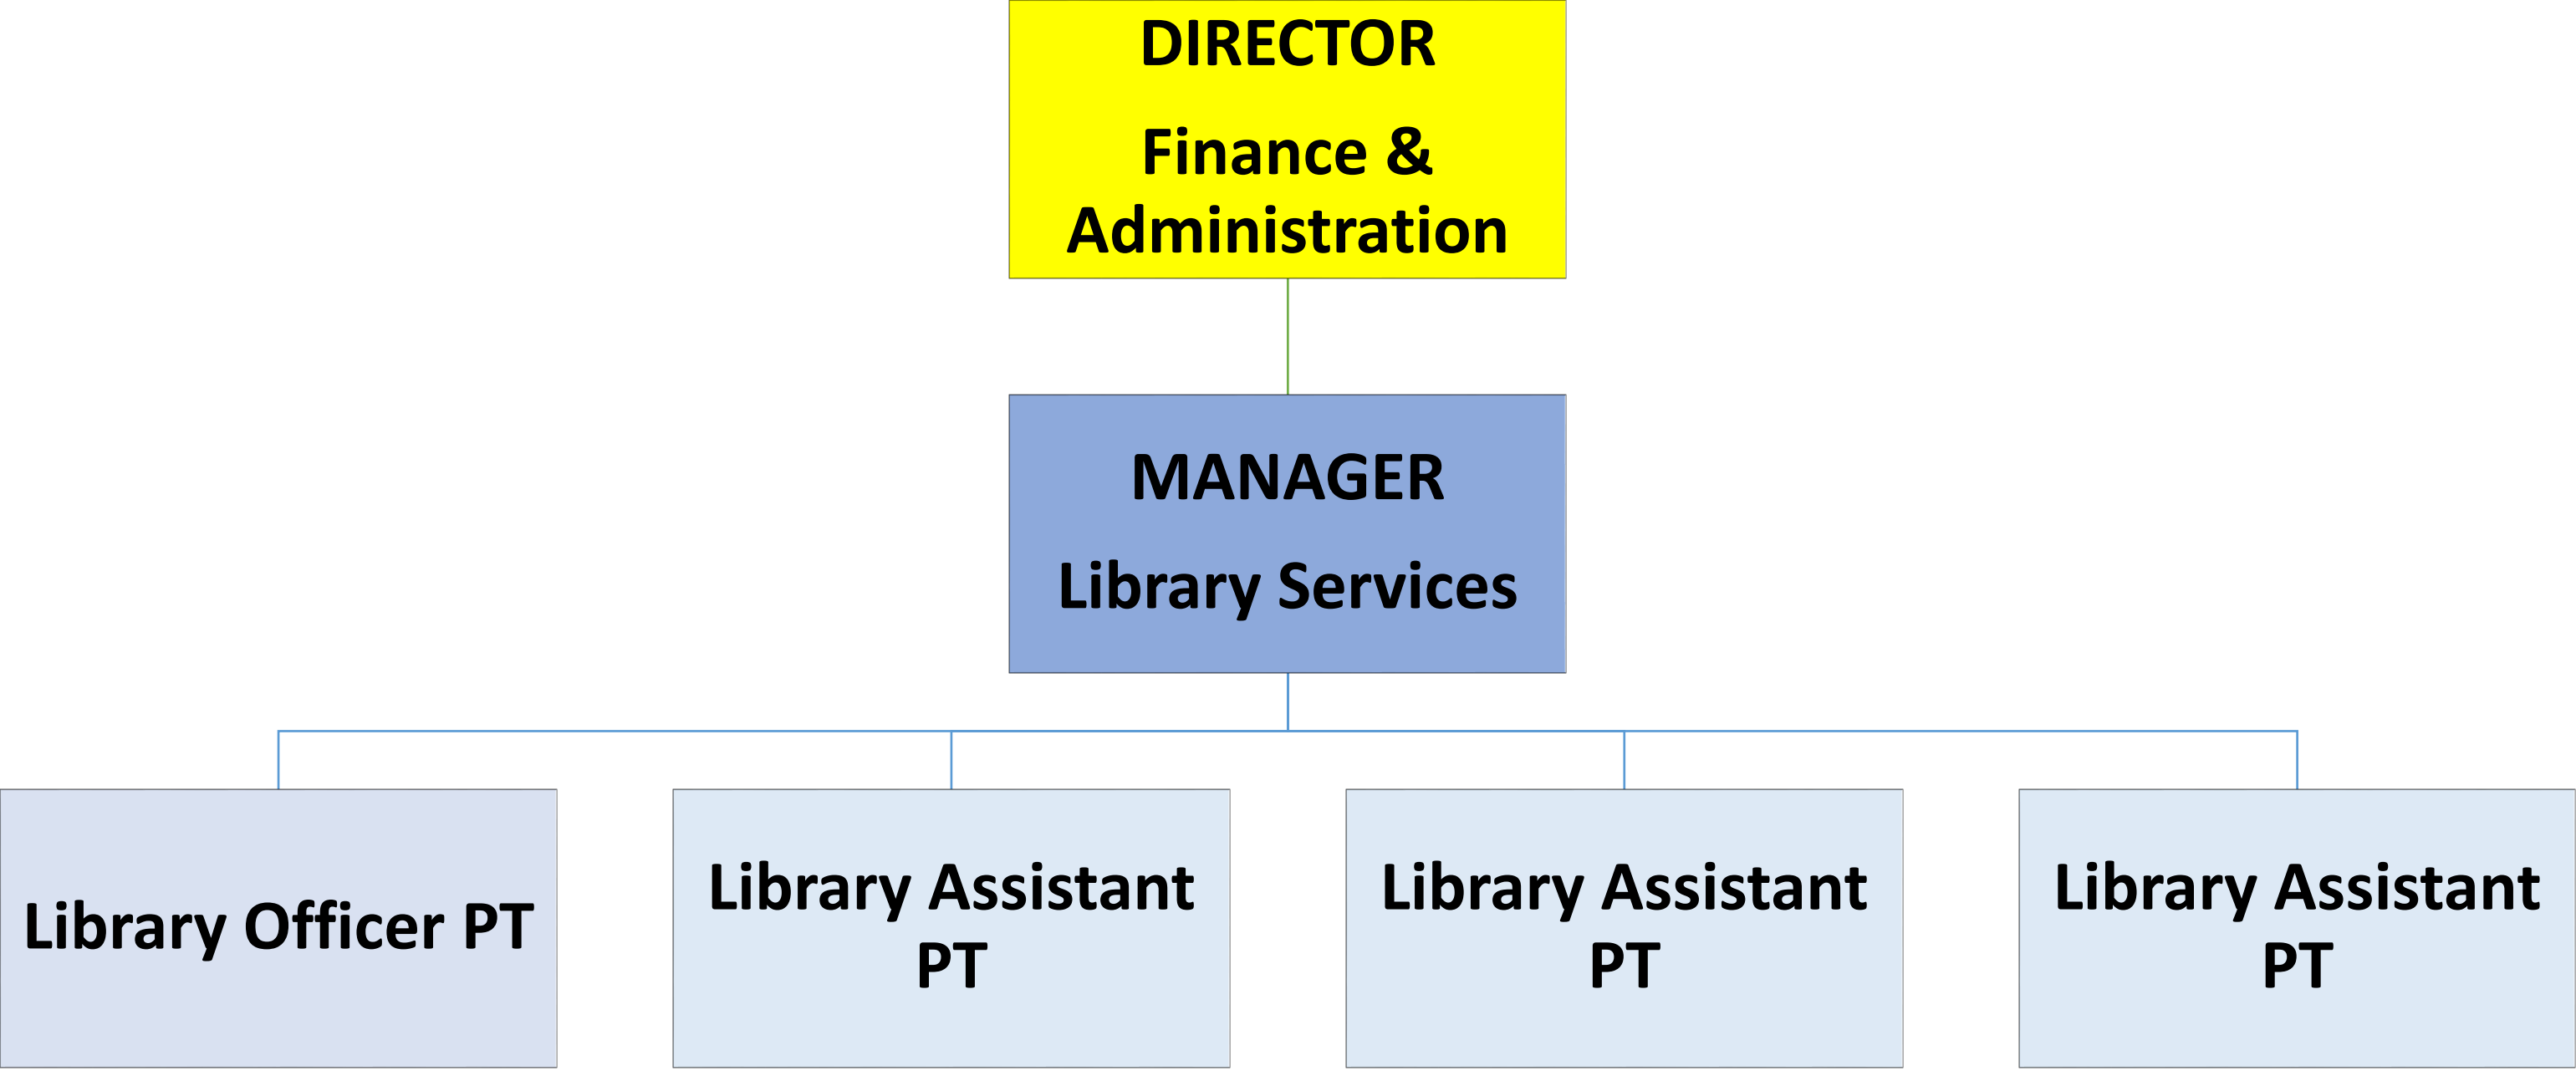 DIRECTOR
Finance &
Administration
MANAGER
Library Services
Library Officer PT
Library Assistant
PT
Library Assistant
PT
Library Assistant
PT